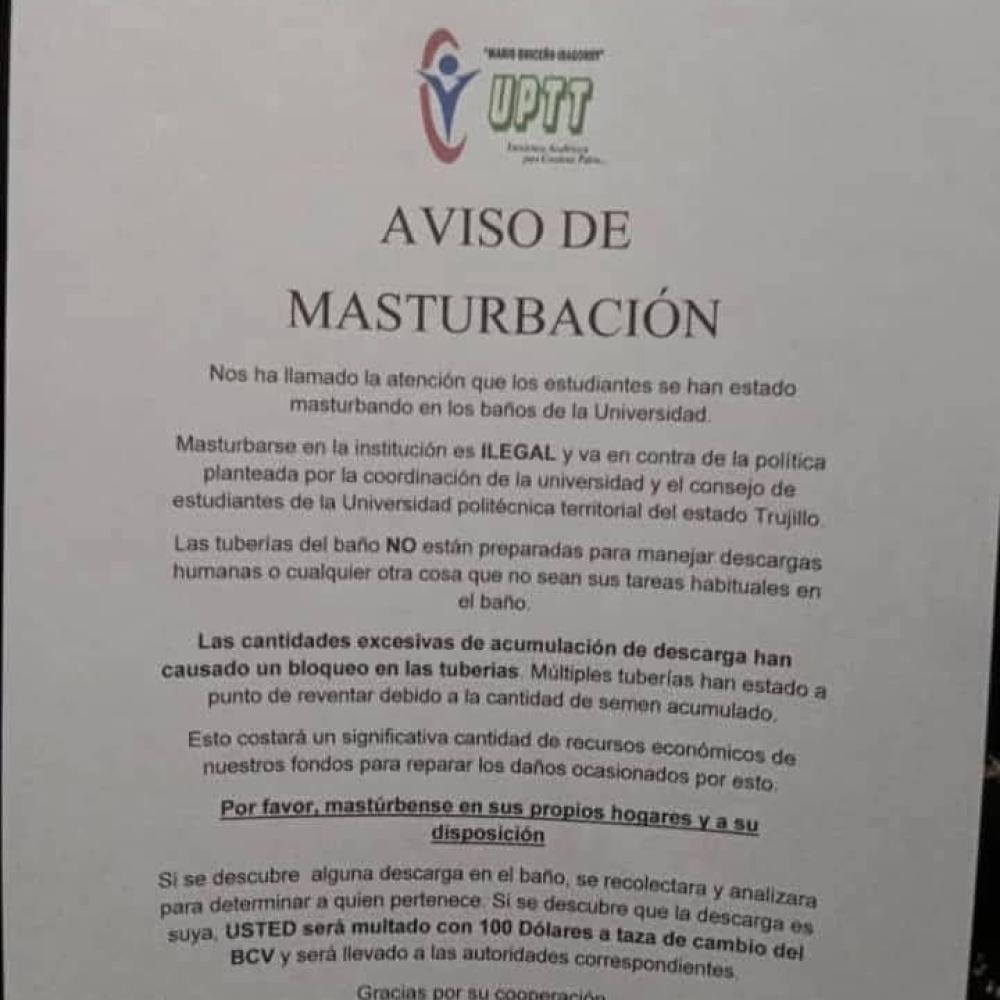 "MARIO BRICEÑO IRAGORRY"
UPTT
Excelencia Académica
para Construir Patria...
AVISO DE
MASTURBACIÓN
Nos ha llamado la atención que los estudiantes se han estado
masturbando en los baños de la Universidad.
Masturbarse en la institución es ILEGAL y va en contra de la política
planteada por la coordinación de la universidad y el consejo de
estudiantes de la Universidad politécnica territorial del estado Trujillo.
Las tuberías del baño NO están preparadas para manejar descargas
humanas o cualquier otra cosa que no sean sus tareas habituales en
el baño.
Las cantidades excesivas de acumulación de descarga han
causado un bloqueo en las tuberías. Múltiples tuberías han estado a
punto de reventar debido a la cantidad de semen acumulado.
Esto costará un significativa cantidad de recursos económicos de
nuestros fondos para reparar los daños ocasionados por esto.
Por favor, mastúrbense en sus propios hogares y a su
disposición
Si se descubre alguna descarga en el baño, se recolectara y analizara
para determinar a quien pertenece. Si se descubre que la descarga es
suya, USTED será multado con 100 Dólares a taza de cambio del
BCV y será llevado a las autoridades correspondientes.
Gracias por su cooperación